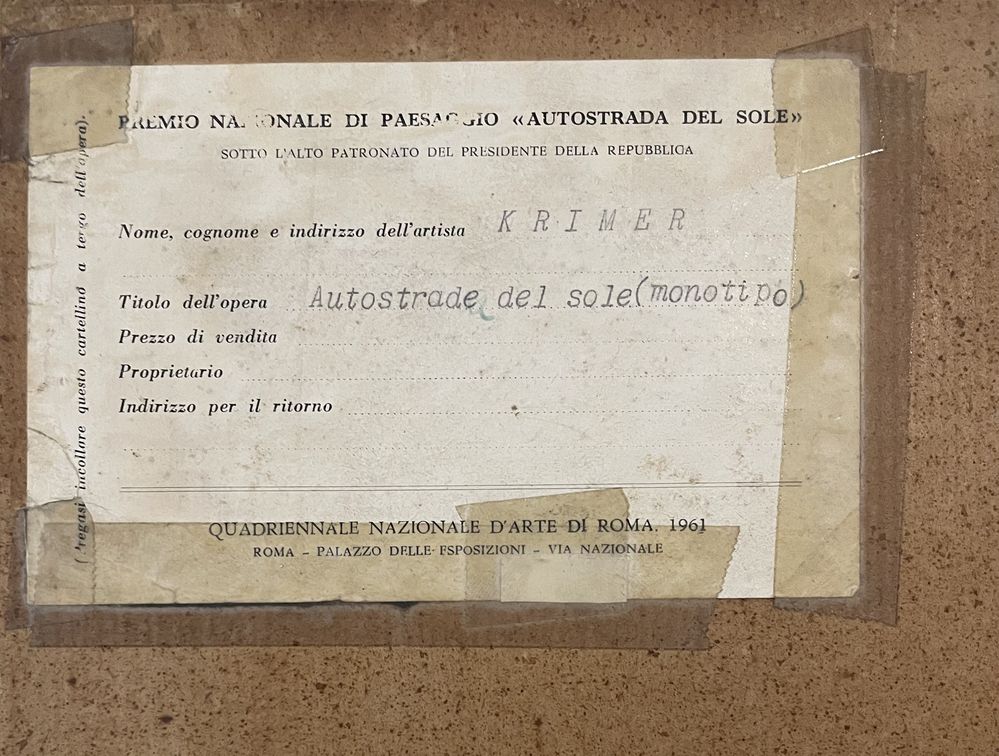 PREMIO NA. ONALE DI PAESAGGIO «AUTOSTRADA DEL SOLE»
SOTTO L'ALTO PATRONATO DEL PRESIDENTE DELLA REPUBBLICA
Nome, cognome e indirizzo dell'artista KRIMER
Titolo dell'opera Autostrade del sole(monotipo)
Prezzo di vendita
Proprietario
Indirizzo per il ritorno
QUADRIENNALE NAZIONALE D'ARTE DI ROMA, 1961
ROMA - PALAZZO DELLE ESPOSIZIONI - VIA NAZIONALE
(Pregasi incollare questo cartellino a tergo dell'opera).